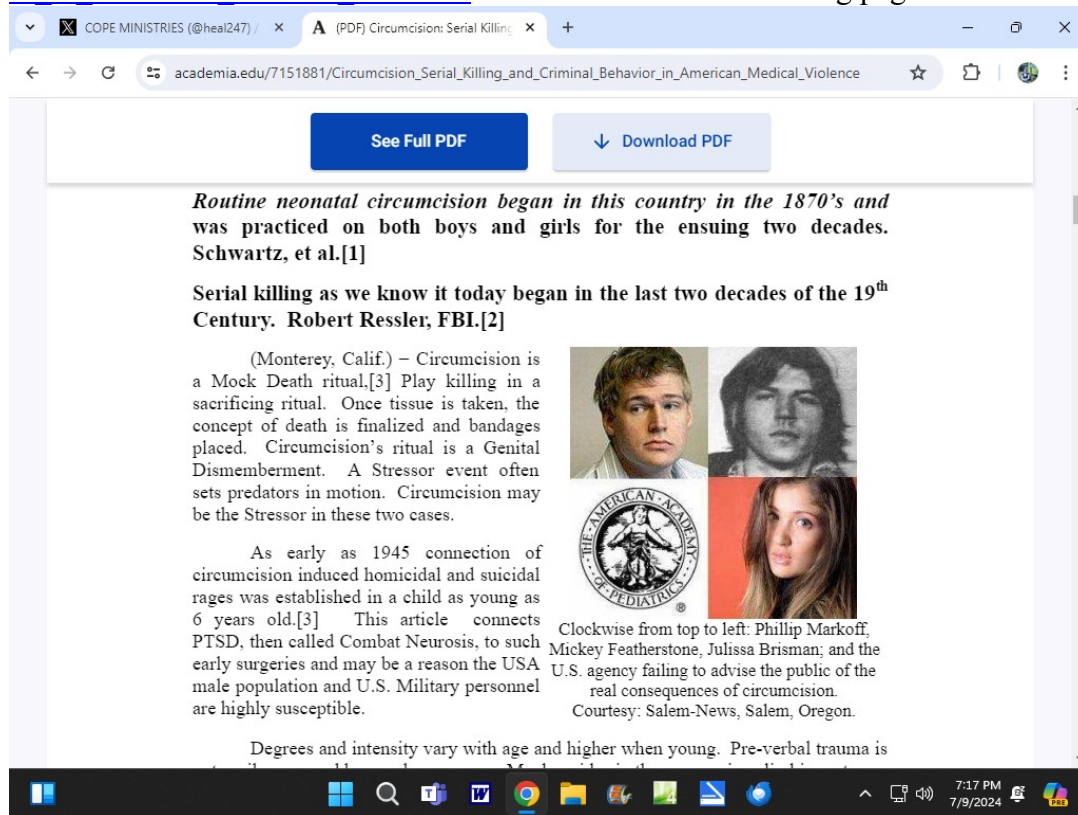 COPE MINISTRIES (@heal247) /
(PDF) Circumcision: Serial Killing
academia.edu/7151881/Circumcision_Serial_Killing_and_Criminal_Behavior_in_American_Medical_Violence
See Full PDF
Download PDF
Routine neonatal circumcision began in this country in the 1870's and
was practiced on both boys and girls for the ensuing two decades.
Schwartz, et al.[1]
Serial killing as we know it today began in the last two decades of the 19th
Century. Robert Ressler, FBI.[2]
(Monterey, Calif.) – Circumcision is
a Mock Death ritual,[3] Play killing in a
sacrificing ritual. Once tissue is taken, the
concept of death is finalized and bandages
placed. Circumcision's ritual is a Genital
Dismemberment. A Stressor event often
sets predators in motion. Circumcision may
be the Stressor in these two cases.
As early as 1945 connection of
circumcision induced homicidal and suicidal
rages was established in a child as young as
6 years old.[3] This article connects
PTSD, then called Combat Neurosis, to such
early surgeries and may be a reason the USA
male population and U.S. Military personnel
are highly susceptible.
THE AMERICAN ACADEMY OF PEDIATRICS ®
Clockwise from top to left: Phillip Markoff,
Mickey Featherstone, Julissa Brisman; and the
U.S. agency failing to advise the public of the
real consequences of circumcision.
Courtesy: Salem-News, Salem, Oregon.
Degrees and intensity vary with age and higher when young. Pre-verbal trauma is
7:17 PM
7/9/2024
PRE